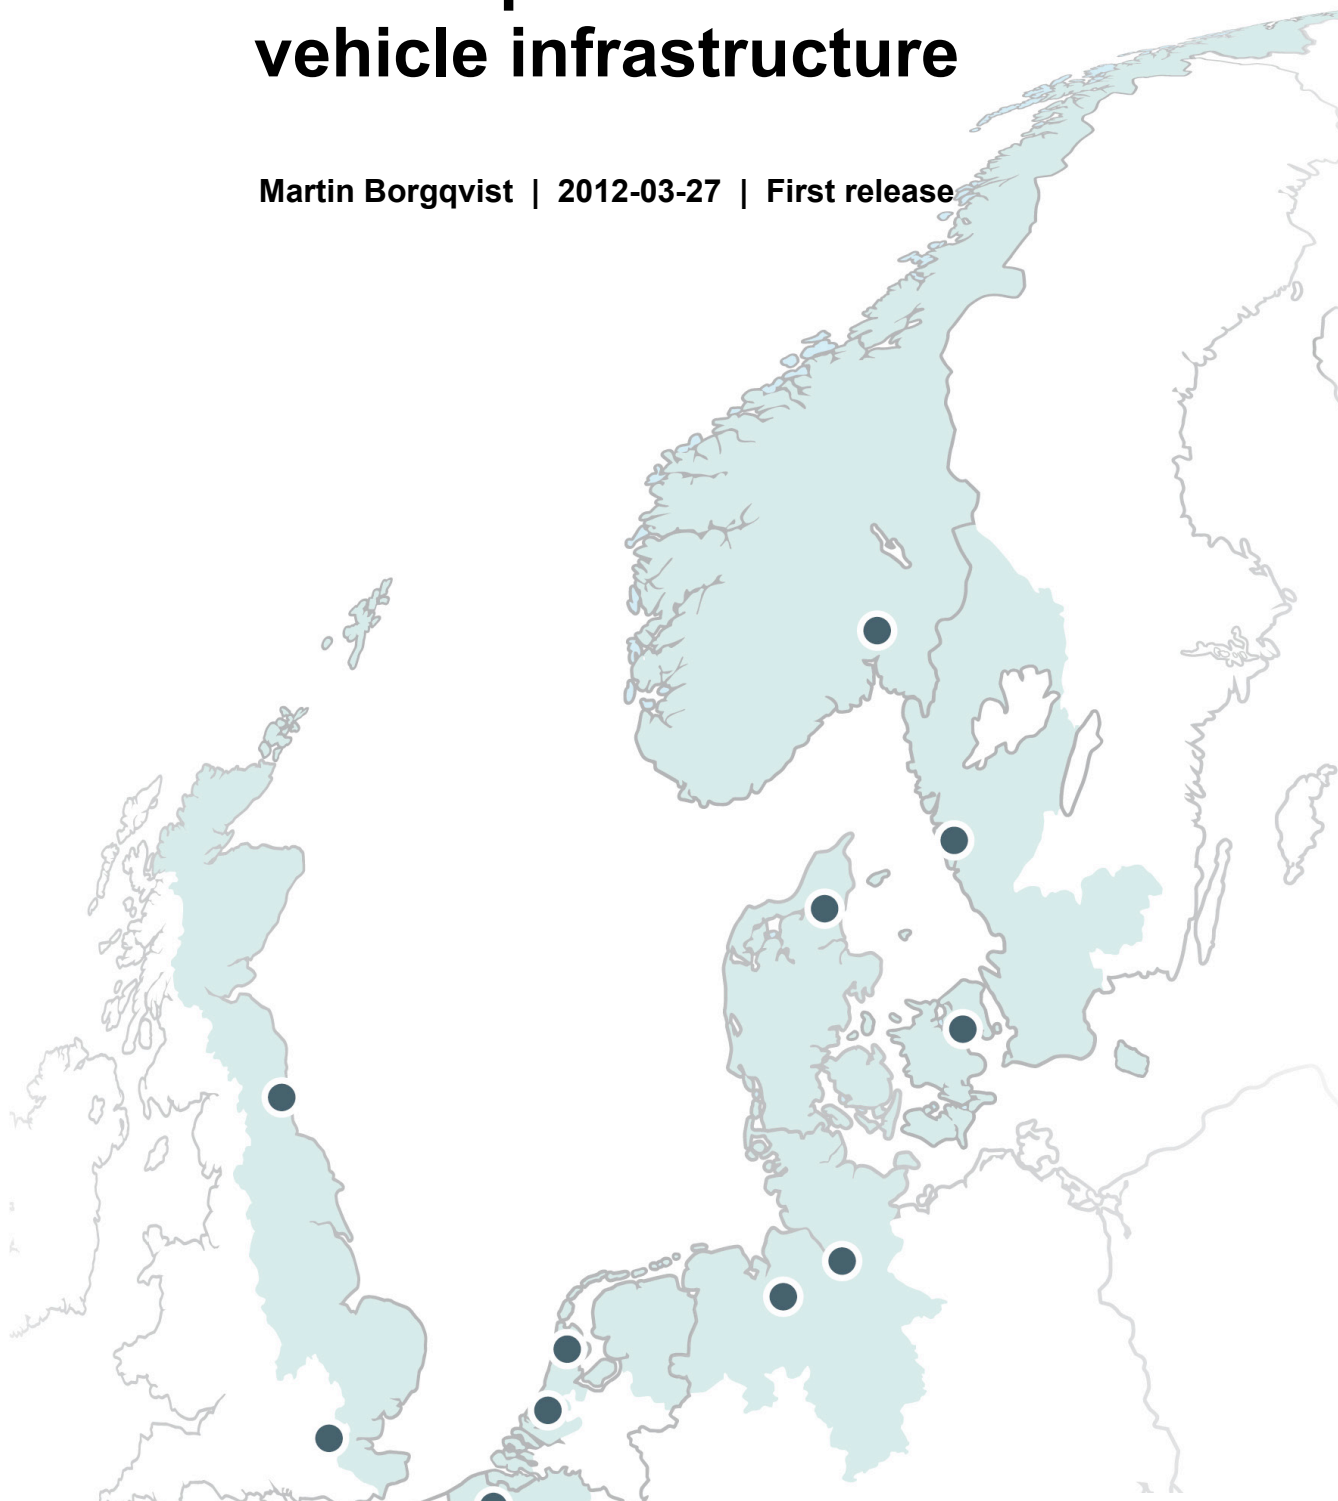 vehicle infrastructure
Martin Borgqvist | 2012-03-27 | First release